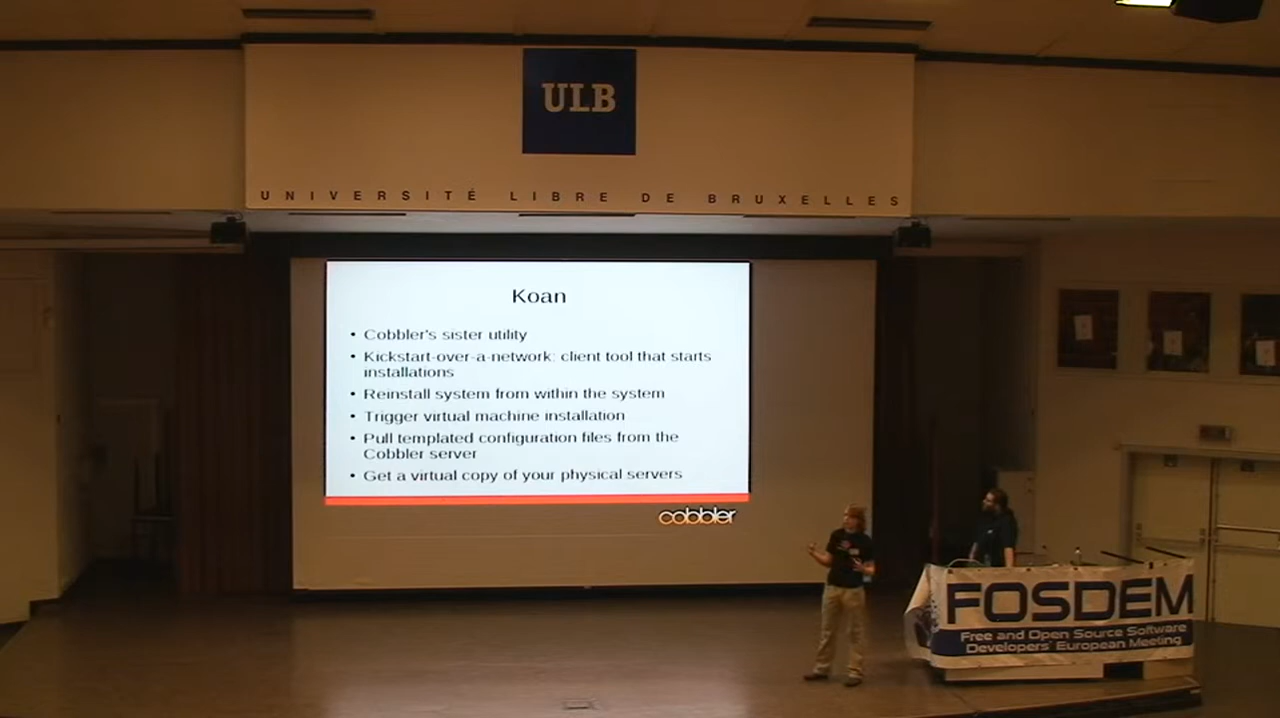 ULB
UNIVERSITÉ LIBRE DE BRUXELLES
Koan
• Cobbler's sister utility
• Kickstart-over-a-network: client tool that starts
installations
• Reinstall system from within the system
• Trigger virtual machine installation
• Pull templated configuration files from the
Cobbler server
• Get a virtual copy of your physical servers
cobbler
FOSDEM
Free and Open Source Software
Developers' European Meeting